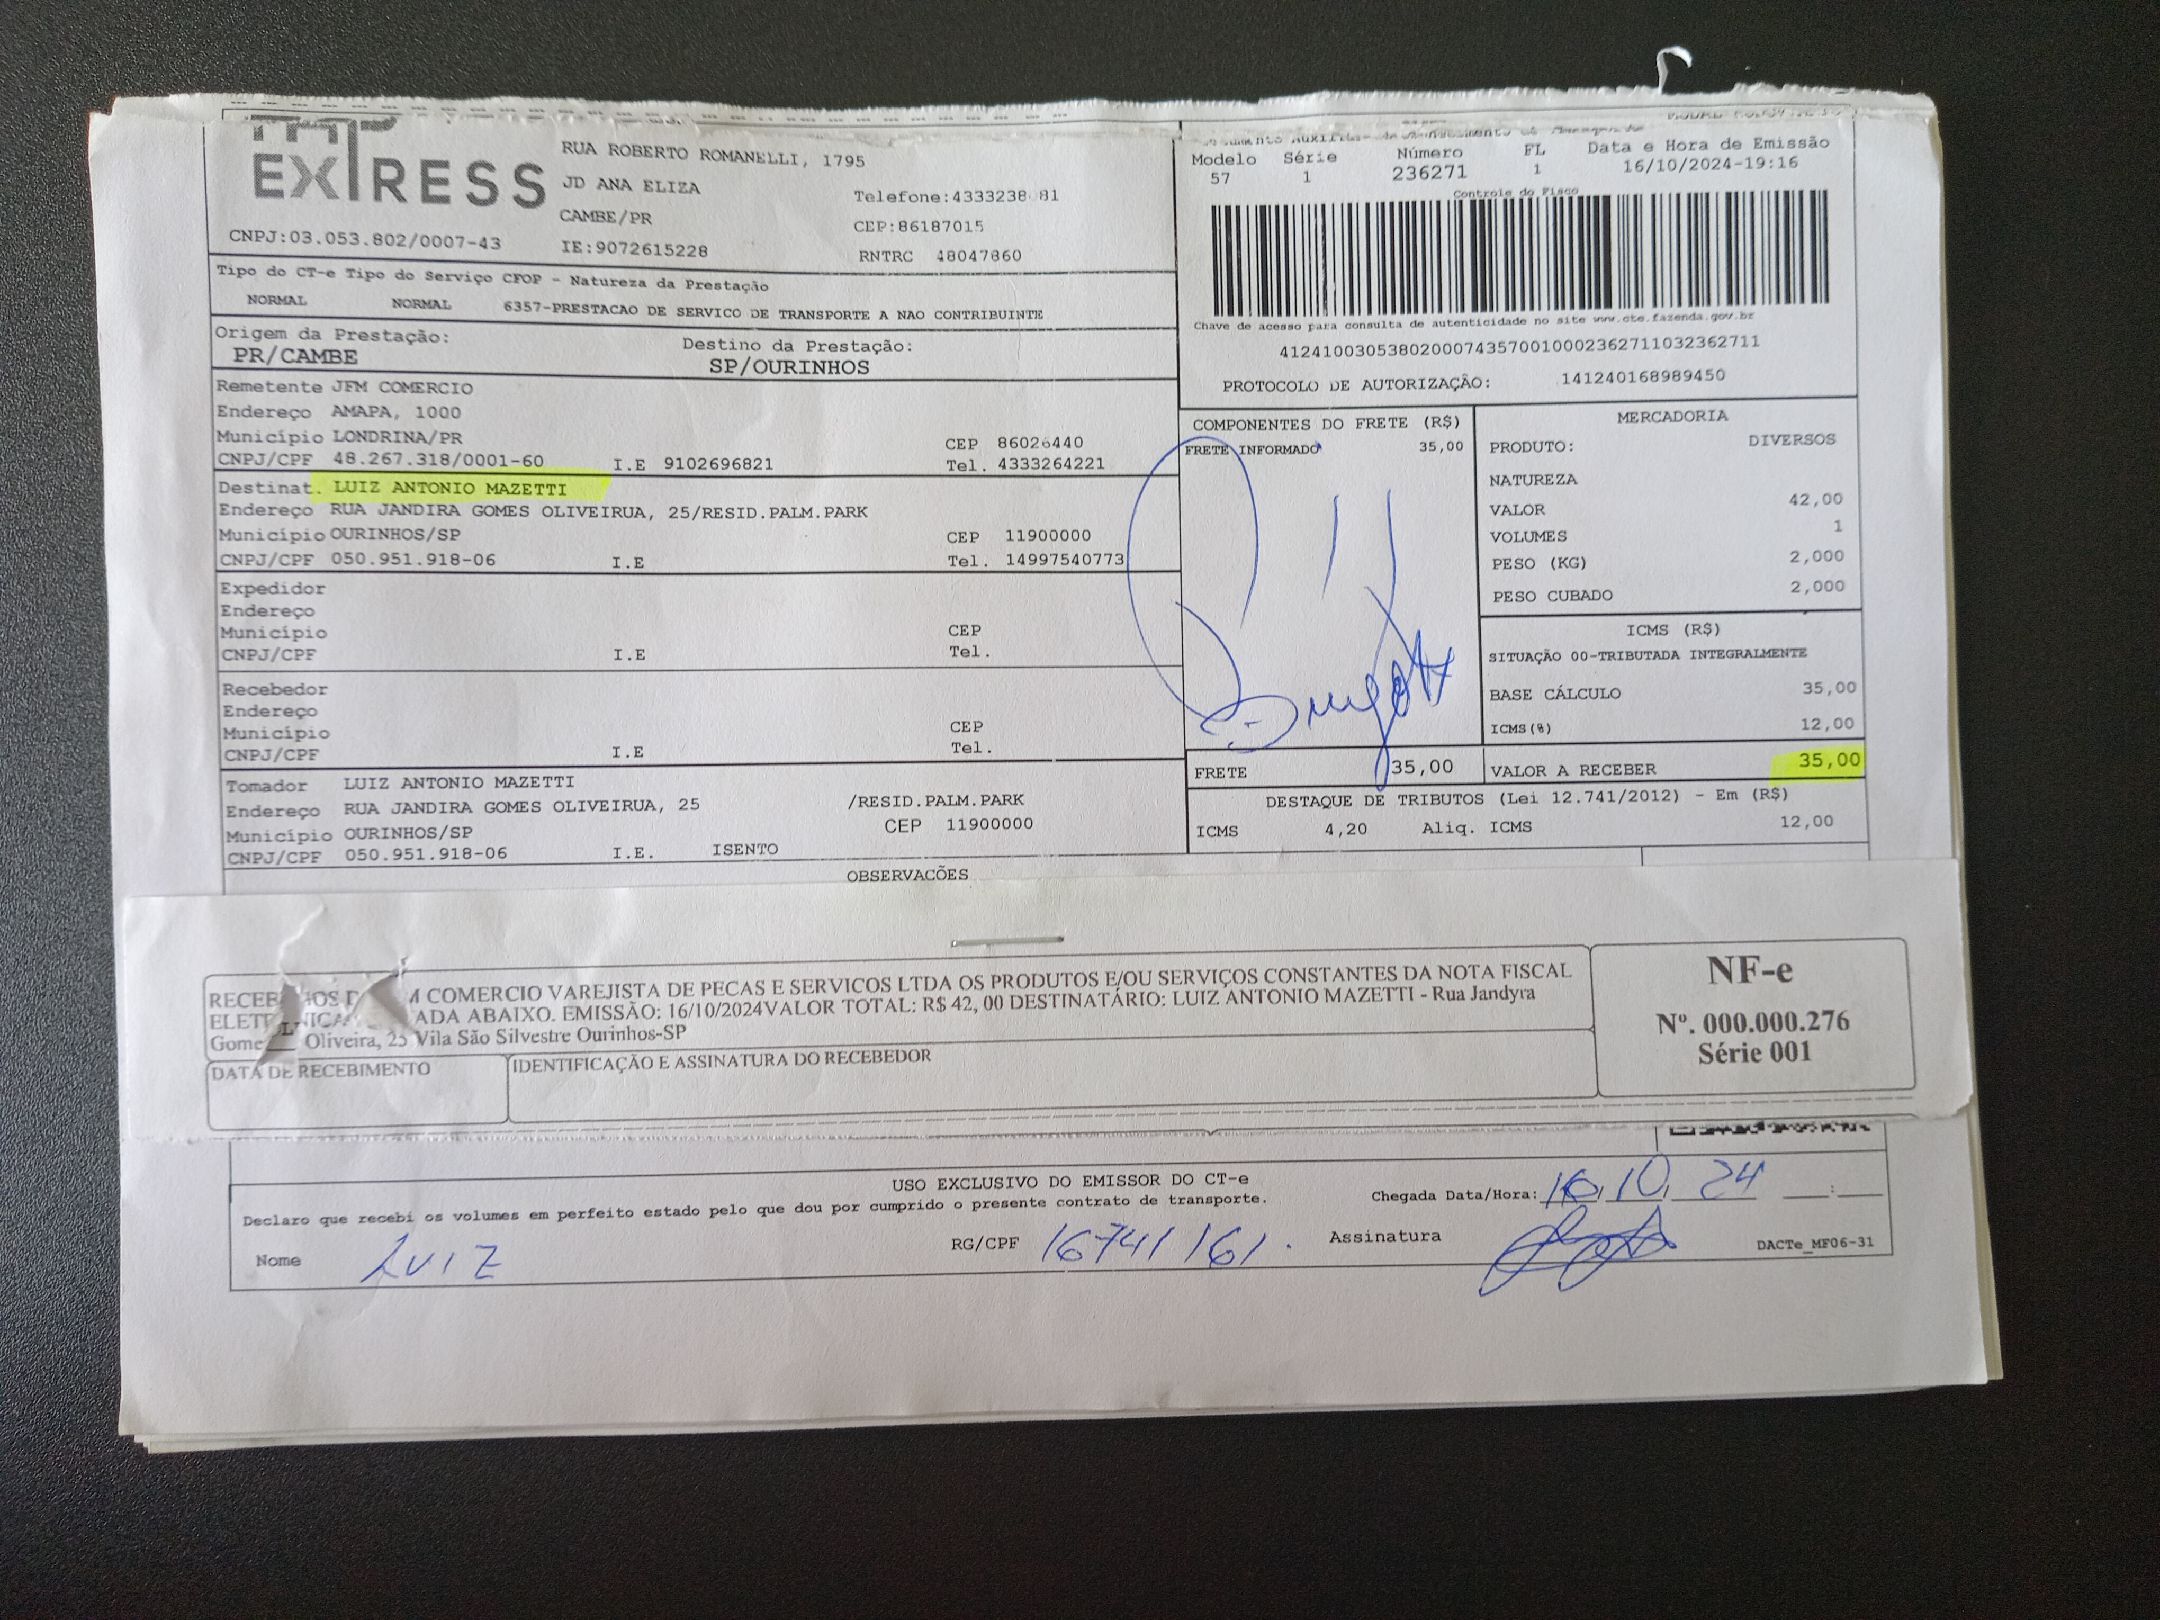 EXTRESS
RUA ROBERTO ROMANELLI, 1795
JD ANA ELIZA
Telefone:4333238 81
CAMBE/PR
CEP:86187015
CNPJ:03.053.802/0007-43
IE:9072615228
RNTRC 48047860
Modelo Série Número FL Data e Hora de Emissão
57 1 236271 1 16/10/2024-19:16
Controle do Fisco
Chave de acesso para consulta de autenticidade no site www.cte.fazenda.gov.br
41241003053802000743570010002362711032362711
PROTOCOLO DE AUTORIZAÇÃO: 141240168989450
Tipo do CT-e Tipo do Serviço CFOP - Natureza da Prestação
NORMAL NORMAL 6357-PRESTACAO DE SERVICO DE TRANSPORTE A NAO CONTRIBUINTE
Origem da Prestação: Destino da Prestação:
PR/CAMBE SP/OURINHOS
Remetente JFM COMERCIO
Endereço AMAPA, 1000
Município LONDRINA/PR CEP 86026440
CNPJ/CPF 48.267.318/0001-60 I.E 9102696821 Tel. 4333264221
Destinat. LUIZ ANTONIO MAZETTI
Endereço RUA JANDIRA GOMES OLIVEIRUA, 25/RESID.PALM.PARK
Município OURINHOS/SP CEP 11900000
CNPJ/CPF 050.951.918-06 I.E Tel. 14997540773
Expedidor
Endereço
Município CEP
CNPJ/CPF I.E Tel.
Recebedor
Endereço
Município CEP
CNPJ/CPF I.E Tel.
Tomador LUIZ ANTONIO MAZETTI
Endereço RUA JANDIRA GOMES OLIVEIRUA, 25 /RESID.PALM.PARK
Município OURINHOS/SP CEP 11900000
CNPJ/CPF 050.951.918-06 I.E. ISENTO
COMPONENTES DO FRETE (R$)
FRETE INFORMADO 35,00
MERCADORIA
PRODUTO: DIVERSOS
NATUREZA
VALOR 42,00
VOLUMES 1
PESO (KG) 2,000
PESO CUBADO 2,000
ICMS (R$)
SITUAÇÃO 00-TRIBUTADA INTEGRALMENTE
BASE CÁLCULO 35,00
ICMS(%) 12,00
FRETE 35,00 VALOR A RECEBER 35,00
DESTAQUE DE TRIBUTOS (Lei 12.741/2012) - Em (R$)
ICMS 4,20 Aliq. ICMS 12,00
OBSERVACÕES
M COMERCIO VAREJISTA DE PECAS E SERVICOS LTDA OS PRODUTOS E/OU SERVIÇOS CONSTANTES DA NOTA FISCAL
ADA ABAIXO. EMISSÃO: 16/10/2024VALOR TOTAL: R$ 42, 00 DESTINATÁRIO: LUIZ ANTONIO MAZETTI - Rua Jandyra
Gome Oliveira, 25 Vila São Silvestre Ourinhos-SP
DATA DE RECEBIMENTO IDENTIFICAÇÃO E ASSINATURA DO RECEBEDOR
NF-e
Nº. 000.000.276
Série 001
USO EXCLUSIVO DO EMISSOR DO CT-e
Declaro que recebi os volumes em perfeito estado pelo que dou por cumprido o presente contrato de transporte.
Chegada Data/Hora: 16, 10, 24 :
Nome LUIZ RG/CPF 16741161. Assinatura
DACTe_MF06-31